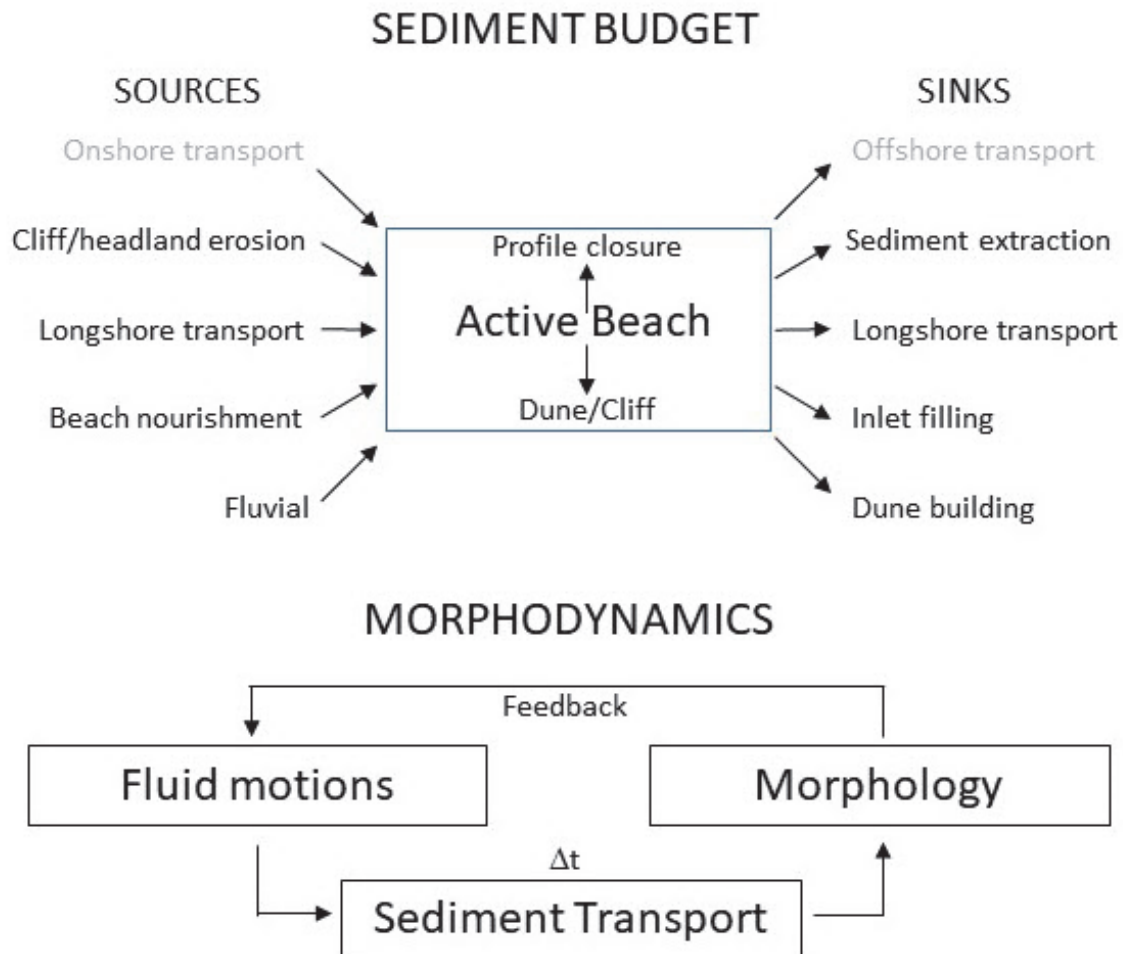 SEDIMENT BUDGET
SOURCES
SINKS
Onshore transport
Offshore transport
Cliff/headland erosion
Profile closure
Sediment extraction
Longshore transport
Active Beach
Longshore transport
Beach nourishment
Dune/Cliff
Inlet filling
Fluvial
Dune building
MORPHODYNAMICS
Feedback
Fluid motions
Morphology
Δt
Sediment Transport